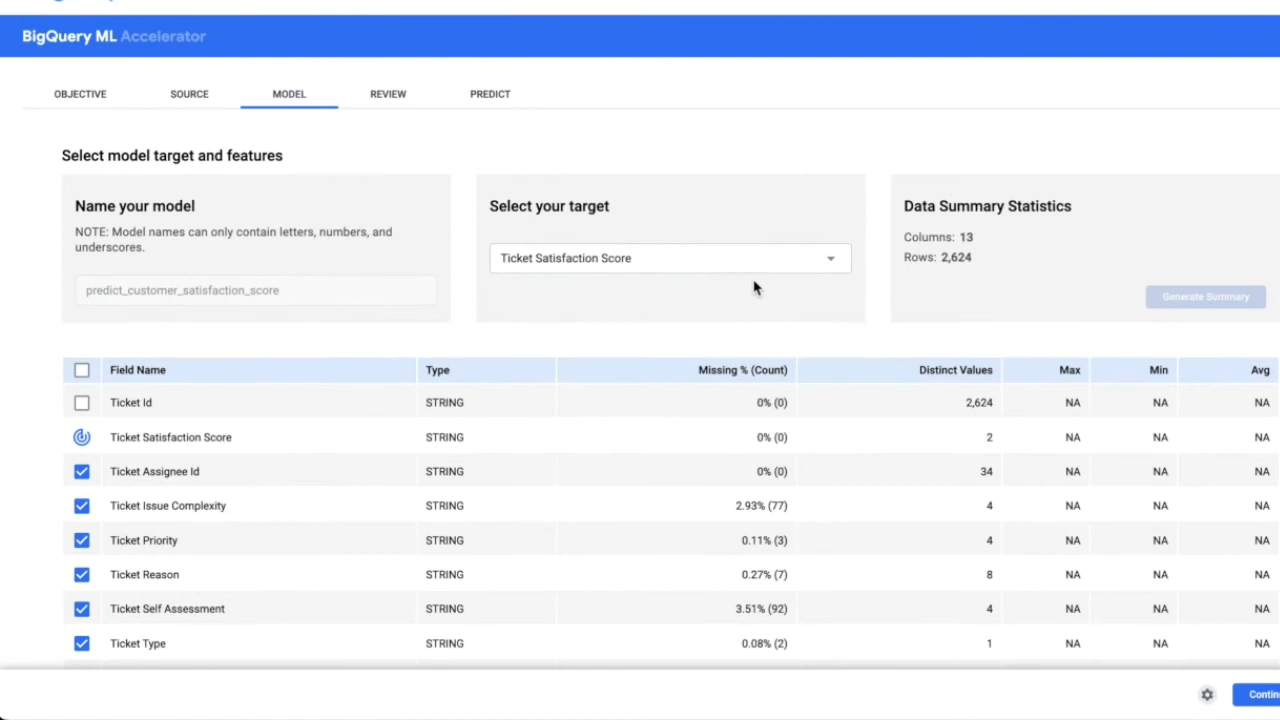 BigQuery ML Accelerator
OBJECTIVE SOURCE MODEL REVIEW PREDICT
Select model target and features
Name your model
NOTE: Model names can only contain letters, numbers, and
underscores.
predict_customer_satisfaction_score
Select your target
Ticket Satisfaction Score
Data Summary Statistics
Columns: 13
Rows: 2,624
Generate Summary
Field Name Type Missing % (Count) Distinct Values Max Min Avg
Ticket Id STRING 0% (0) 2,624 NA NA NA
Ticket Satisfaction Score STRING 0% (0) 2 NA NA NA
Ticket Assignee Id STRING 0% (0) 34 NA NA NA
Ticket Issue Complexity STRING 2.93% (77) 4 NA NA NA
Ticket Priority STRING 0.11% (3) 4 NA NA NA
Ticket Reason STRING 0.27% (7) 8 NA NA NA
Ticket Self Assessment STRING 3.51% (92) 4 NA NA NA
Ticket Type STRING 0.08% (2) 1 NA NA NA
Contin